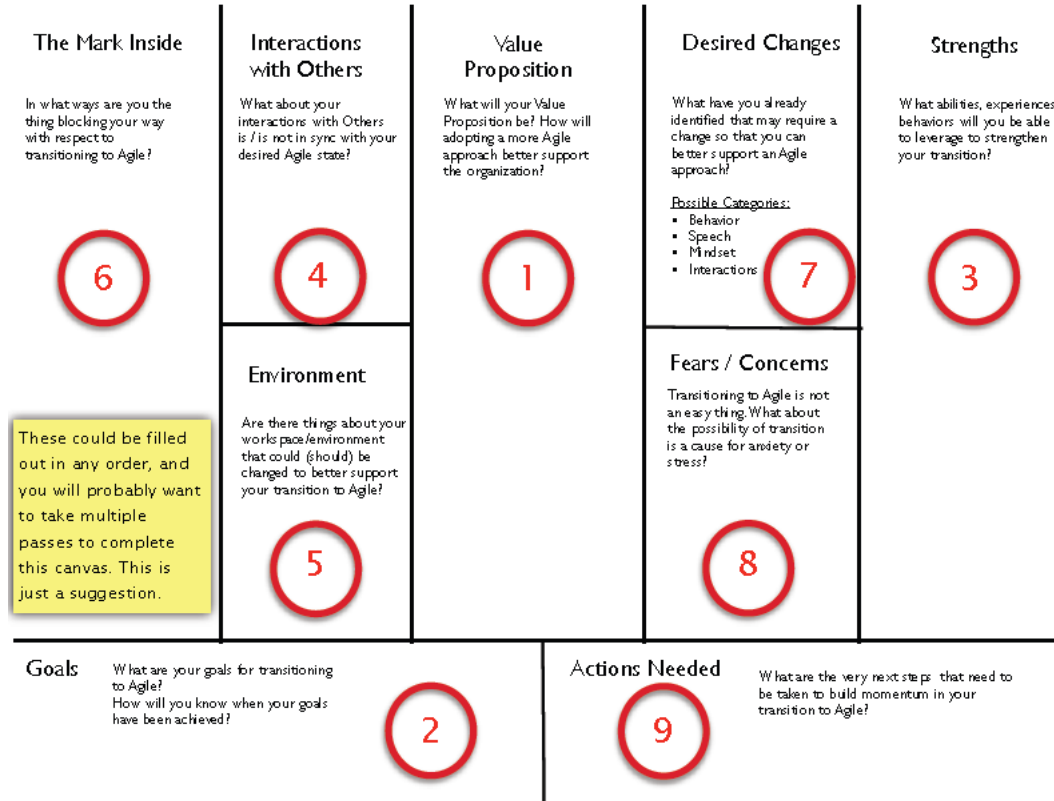 The Mark Inside
In what ways are you the
thing blocking your way
with respect to
transitioning to Agile?
6
These could be filled
out in any order, and
you will probably want
to take multiple
passes to complete
this canvas. This is
just a suggestion.
Interactions
with Others
What about your
interactions with Others
is / is not in sync with your
desired Agile state?
4
Environment
Are there things about your
workspace/environment
that could (should) be
changed to better support
your transition to Agile?
5
Value
Proposition
What will your Value
Proposition be? How will
adopting a more Agile
approach better support
the organization?
1
Desired Changes
What have you already
identified that may require a
change so that you can
better support an Agile
approach?
Possible Categories:
• Behavior
• Speech
• Mindset
• Interactions
7
Fears / Concerns
Transitioning to Agile is not
an easy thing. What about
the possibility of transition
is a cause for anxiety or
stress?
8
Strengths
What abilities, experiences
behaviors will you be able
to leverage to strengthen
your transition?
3
Goals
What are your goals for transitioning
to Agile?
How will you know when your goals
have been achieved?
2
Actions Needed
What are the very next steps that need to
be taken to build momentum in your
transition to Agile?
9